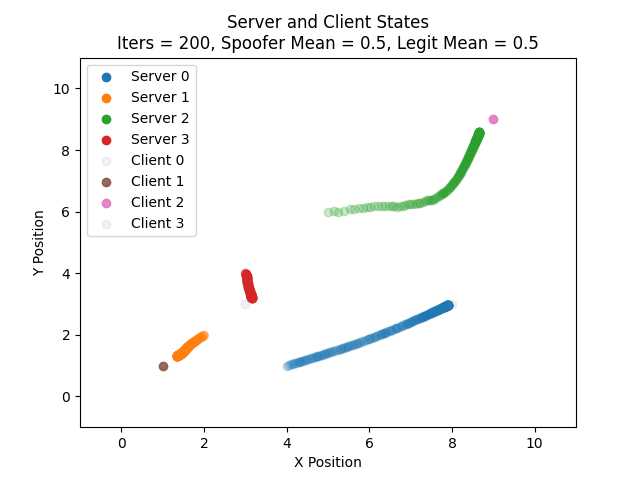 Server and Client States
Iters = 200, Spoofer Mean = 0.5, Legit Mean = 0.5
Server 0
Server 1
Server 2
Server 3
Client 0
Client 1
Client 2
Client 3
10
8
6
4
2
0
Y Position
0 2 4 6 8 10
X Position